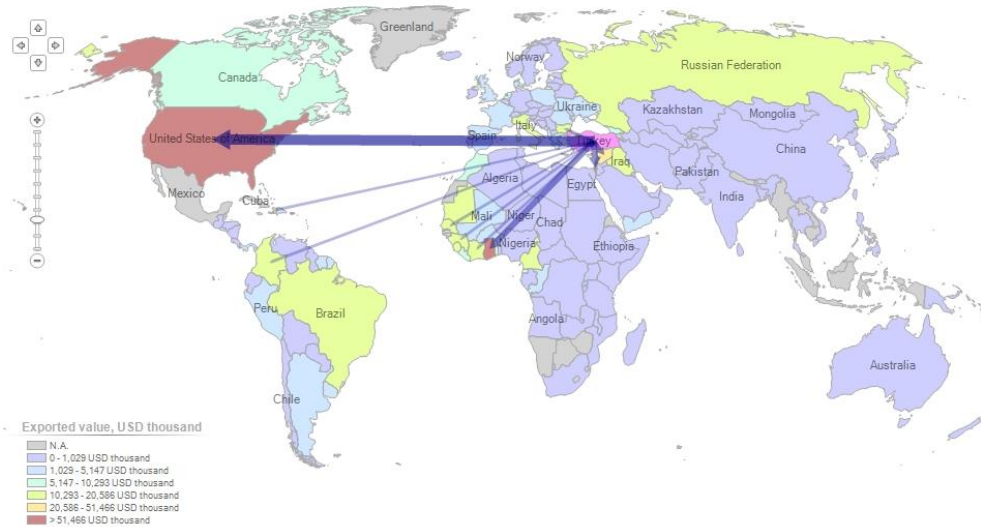 Greenland
Norway
Russian Federation
Canada
Ukraine
Kazakhstan
Mongolia
Italy
Spain
Turkey
United States of America
China
Iraq
Pakistan
Algeria
Egypt
India
Mexico
Cuba
Mali
Niger
Chad
Nigeria
Ethiopia
Peru
Brazil
Angola
Australia
Chile
Exported value, USD thousand
N.A.
0 - 1,029 USD thousand
1,029 - 5,147 USD thousand
5,147 - 10,293 USD thousand
10,293 - 20,586 USD thousand
20,586 - 51,466 USD thousand
> 51,466 USD thousand